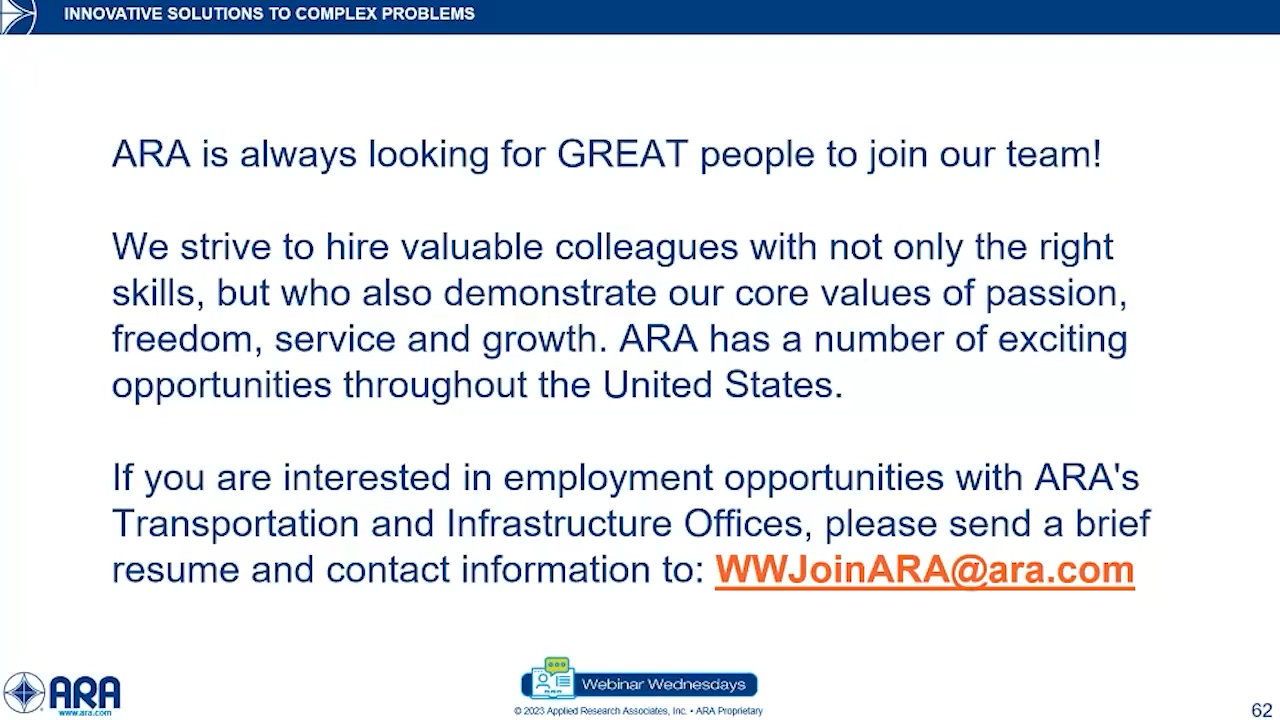 INNOVATIVE SOLUTIONS TO COMPLEX PROBLEMS
ARA is always looking for GREAT people to join our team!
We strive to hire valuable colleagues with not only the right
skills, but who also demonstrate our core values of passion,
freedom, service and growth. ARA has a number of exciting
opportunities throughout the United States.
If you are interested in employment opportunities with ARA's
Transportation and Infrastructure Offices, please send a brief
resume and contact information to: WWJoinARA@ara.com
ARA
www.ara.com
Webinar Wednesdays
© 2023 Applied Research Associates, Inc. • ARA Proprietary
62